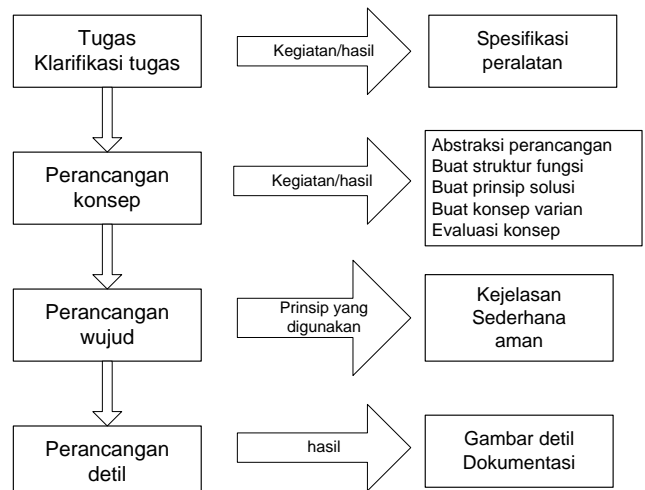 Tugas
Klarifikasi tugas
Kegiatan/hasil
Spesifikasi
peralatan
Perancangan
konsep
Kegiatan/hasil
Abstraksi perancangan
Buat struktur fungsi
Buat prinsip solusi
Buat konsep varian
Evaluasi konsep
Perancangan
wujud
Prinsip yang
digunakan
Kejelasan
Sederhana
aman
Perancangan
detil
hasil
Gambar detil
Dokumentasi